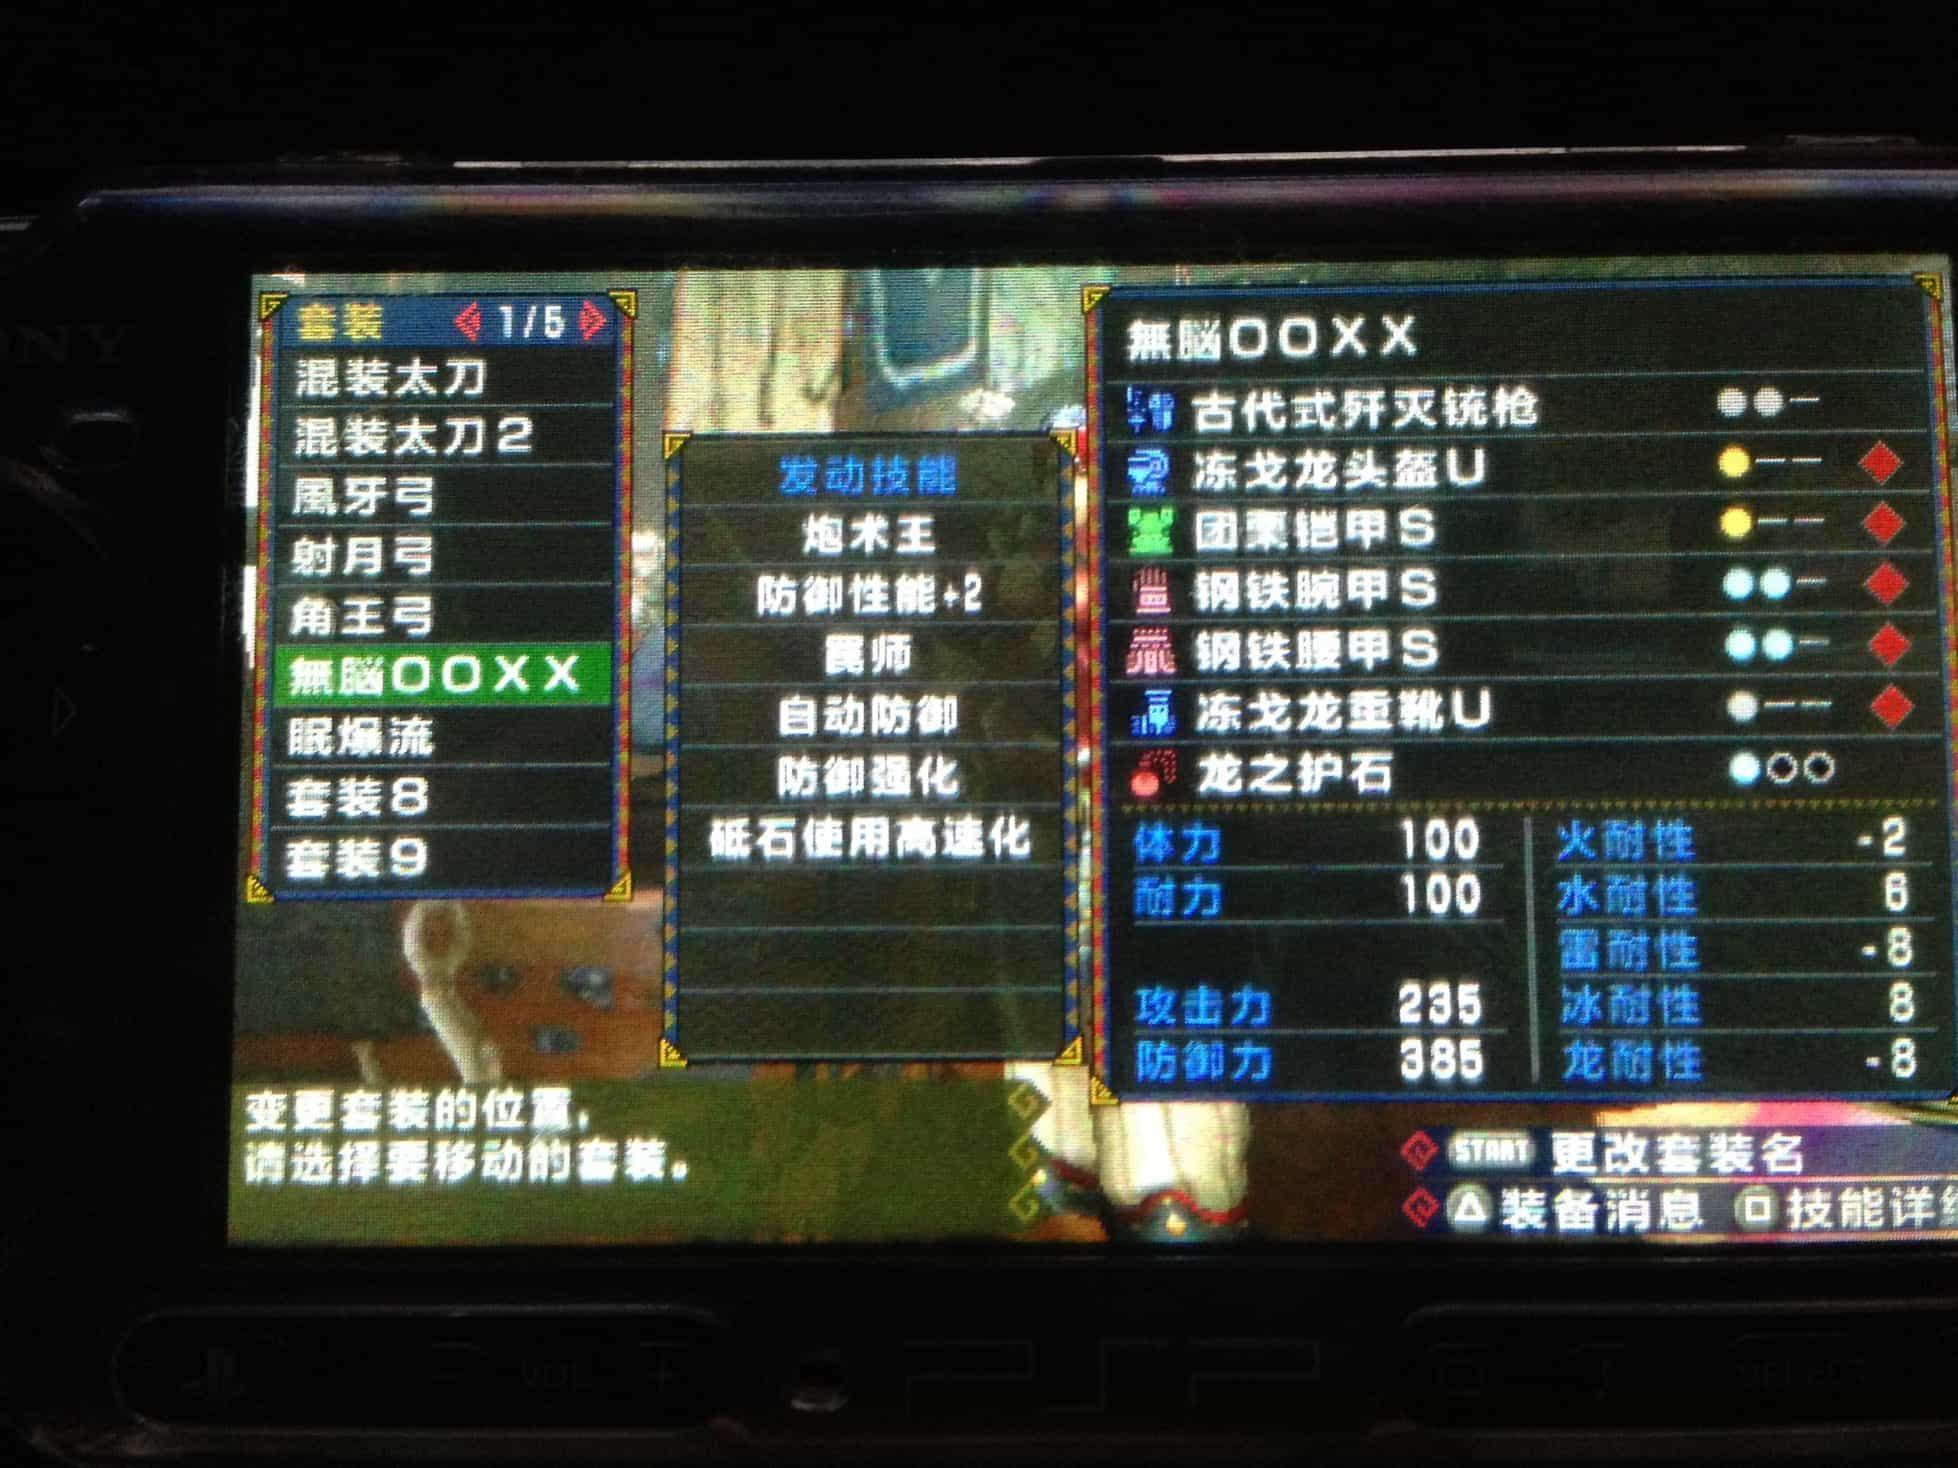 套装 1/5
混装太刀
混装太刀2
風牙弓
射月弓
角王弓
無脳OOXX
眠爆流
套装8
套装9
发动技能
炮术王
防御性能+2
罠师
自动防御
防御强化
砥石使用高速化
無脳OOXX
古代式歼灭铳枪
冻戈龙头盔U
团栗铠甲S
钢铁腕甲S
钢铁腰甲S
冻戈龙重靴U
龙之护石
体力 100
耐力 100
攻击力 235
防御力 385
火耐性 -2
水耐性 6
雷耐性 -8
冰耐性 8
龙耐性 -8
变更套装的位置,
请选择要移动的套装。
START 更改套装名
装备消息 技能详
VOL
SELECT